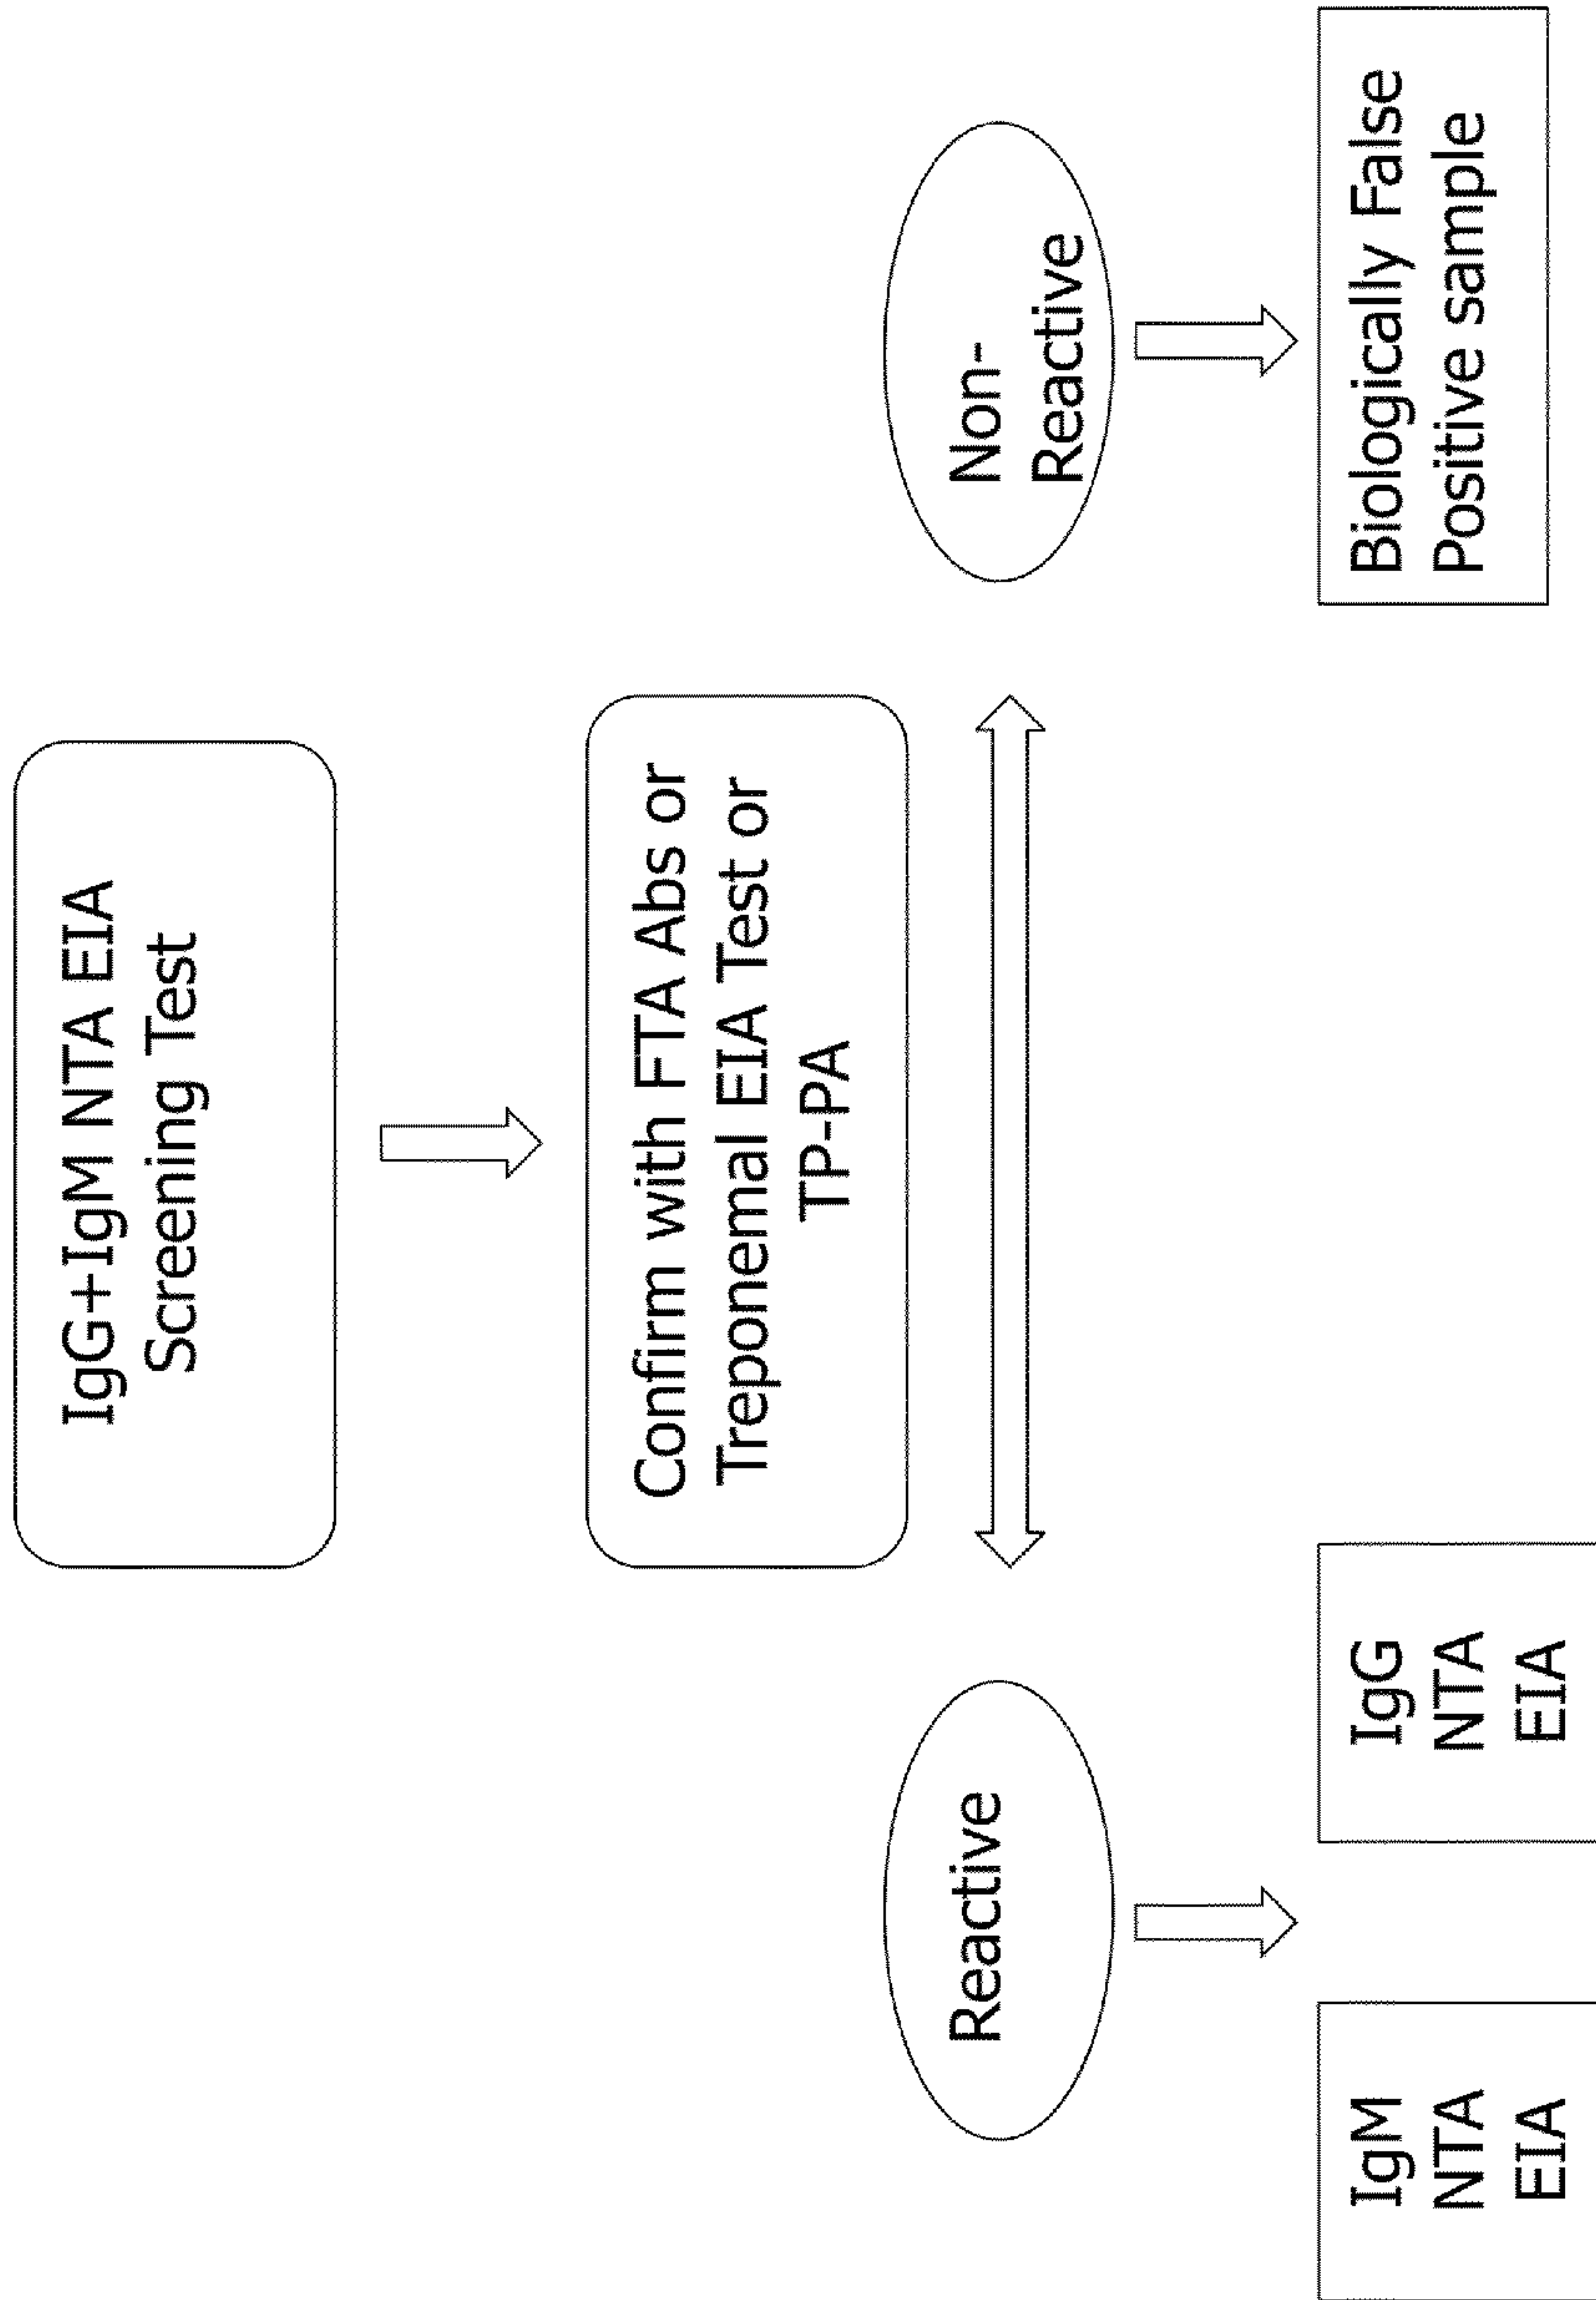 IgG+IgM NTA EIA
Screening Test
Confirm with FTA Abs or
Treponemal EIA Test or
TP-PA
Reactive
Non-
Reactive
IgM
NTA
EIA
IgG
NTA
EIA
Biologically False
Positive sample